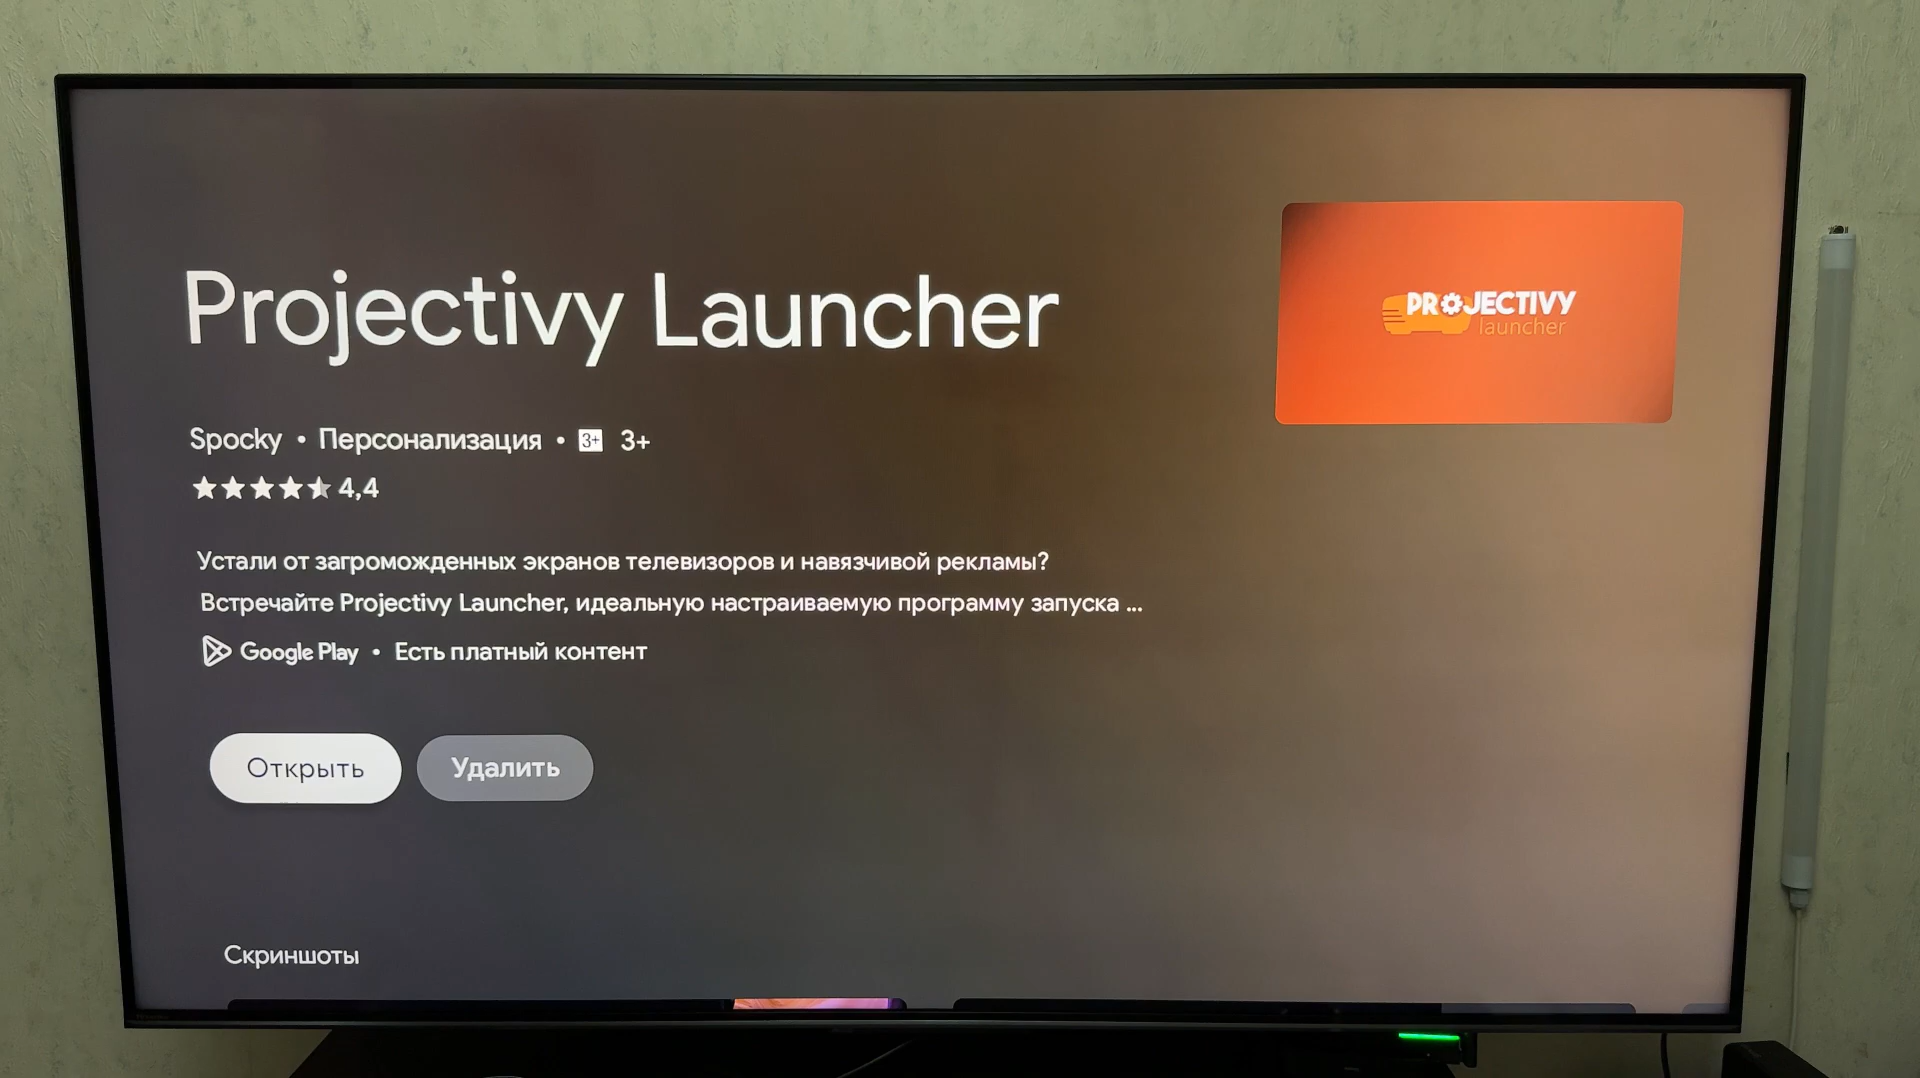 Projectivy Launcher
PROJECTIVY
launcher
Spocky • Персонализация • 3+ 3+
4,4
Устали от загроможденных экранов телевизоров и навязчивой рекламы?
Встречайте Projectivy Launcher, идеальную настраиваемую программу запуска ...
Google Play • Есть платный контент
Открыть Удалить
Скриншоты